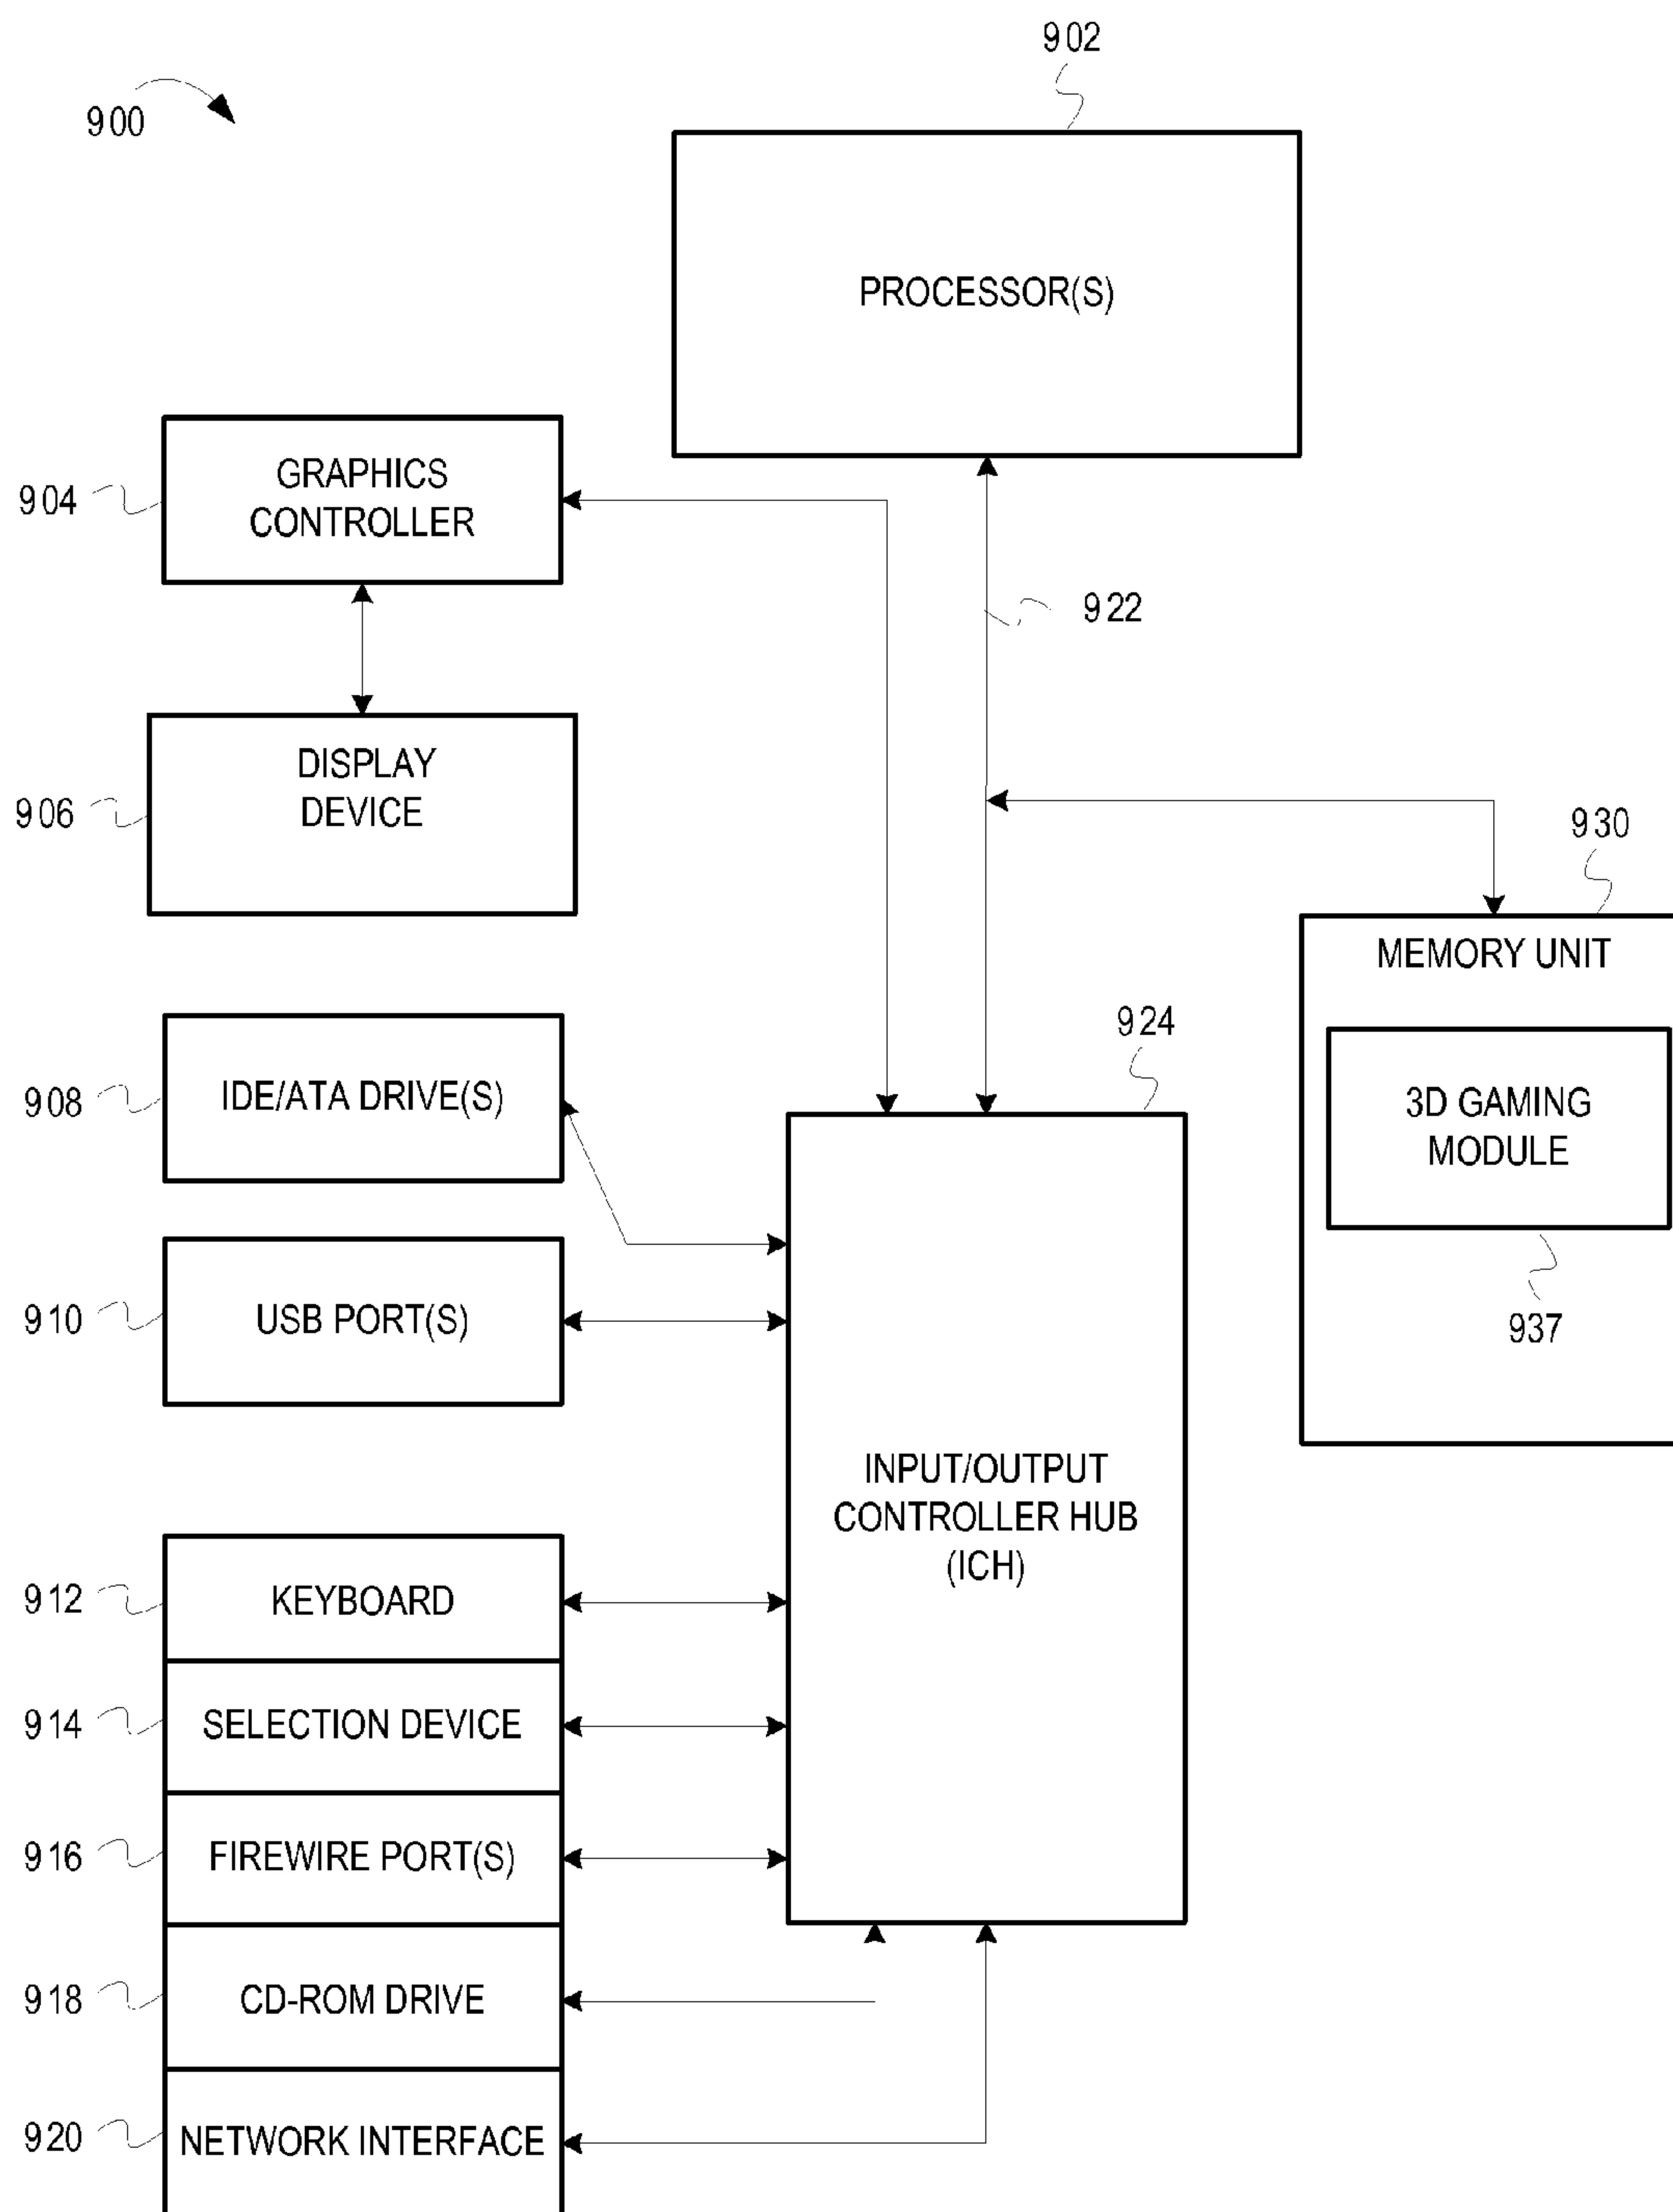 902
900
PROCESSOR(S)
904
GRAPHICS
CONTROLLER
922
906
DISPLAY
DEVICE
930
MEMORY UNIT
924
908
IDE/ATA DRIVE(S)
3D GAMING
MODULE
910
USB PORT(S)
937
INPUT/OUTPUT
CONTROLLER HUB
(ICH)
912
KEYBOARD
914
SELECTION DEVICE
916
FIREWIRE PORT(S)
918
CD-ROM DRIVE
920
NETWORK INTERFACE